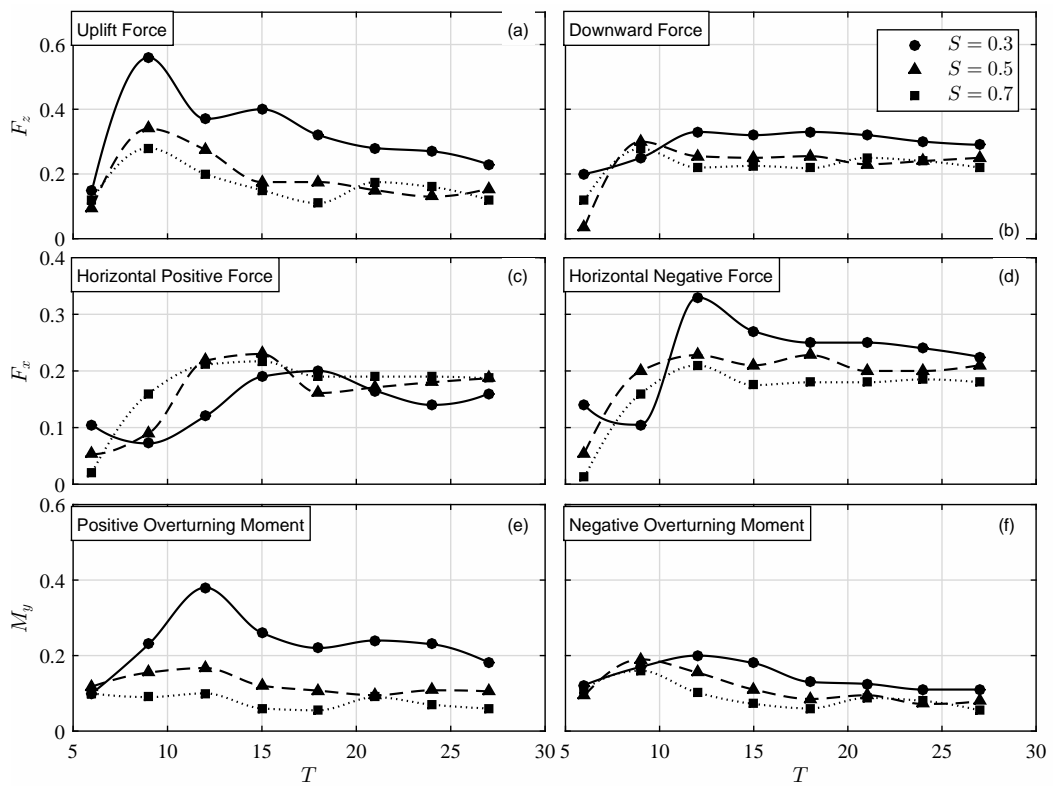 Uplift Force
(a)
Downward Force
S = 0.3
S = 0.5
S = 0.7
0.6
0.4
0.2
0
F_z
(b)
Horizontal Positive Force
(c)
Horizontal Negative Force
(d)
0.4
0.3
0.2
0.1
0
F_x
Positive Overturning Moment
(e)
Negative Overturning Moment
(f)
0.6
0.4
0.2
0
M_y
5 10 15 20 25 30 5 10 15 20 25 30
T T